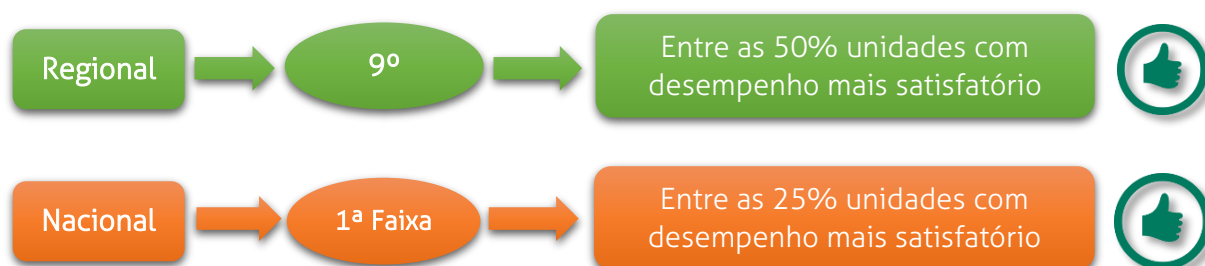 Regional
9º
Entre as 50% unidades com
desempenho mais satisfatório
Nacional
1ª Faixa
Entre as 25% unidades com
desempenho mais satisfatório